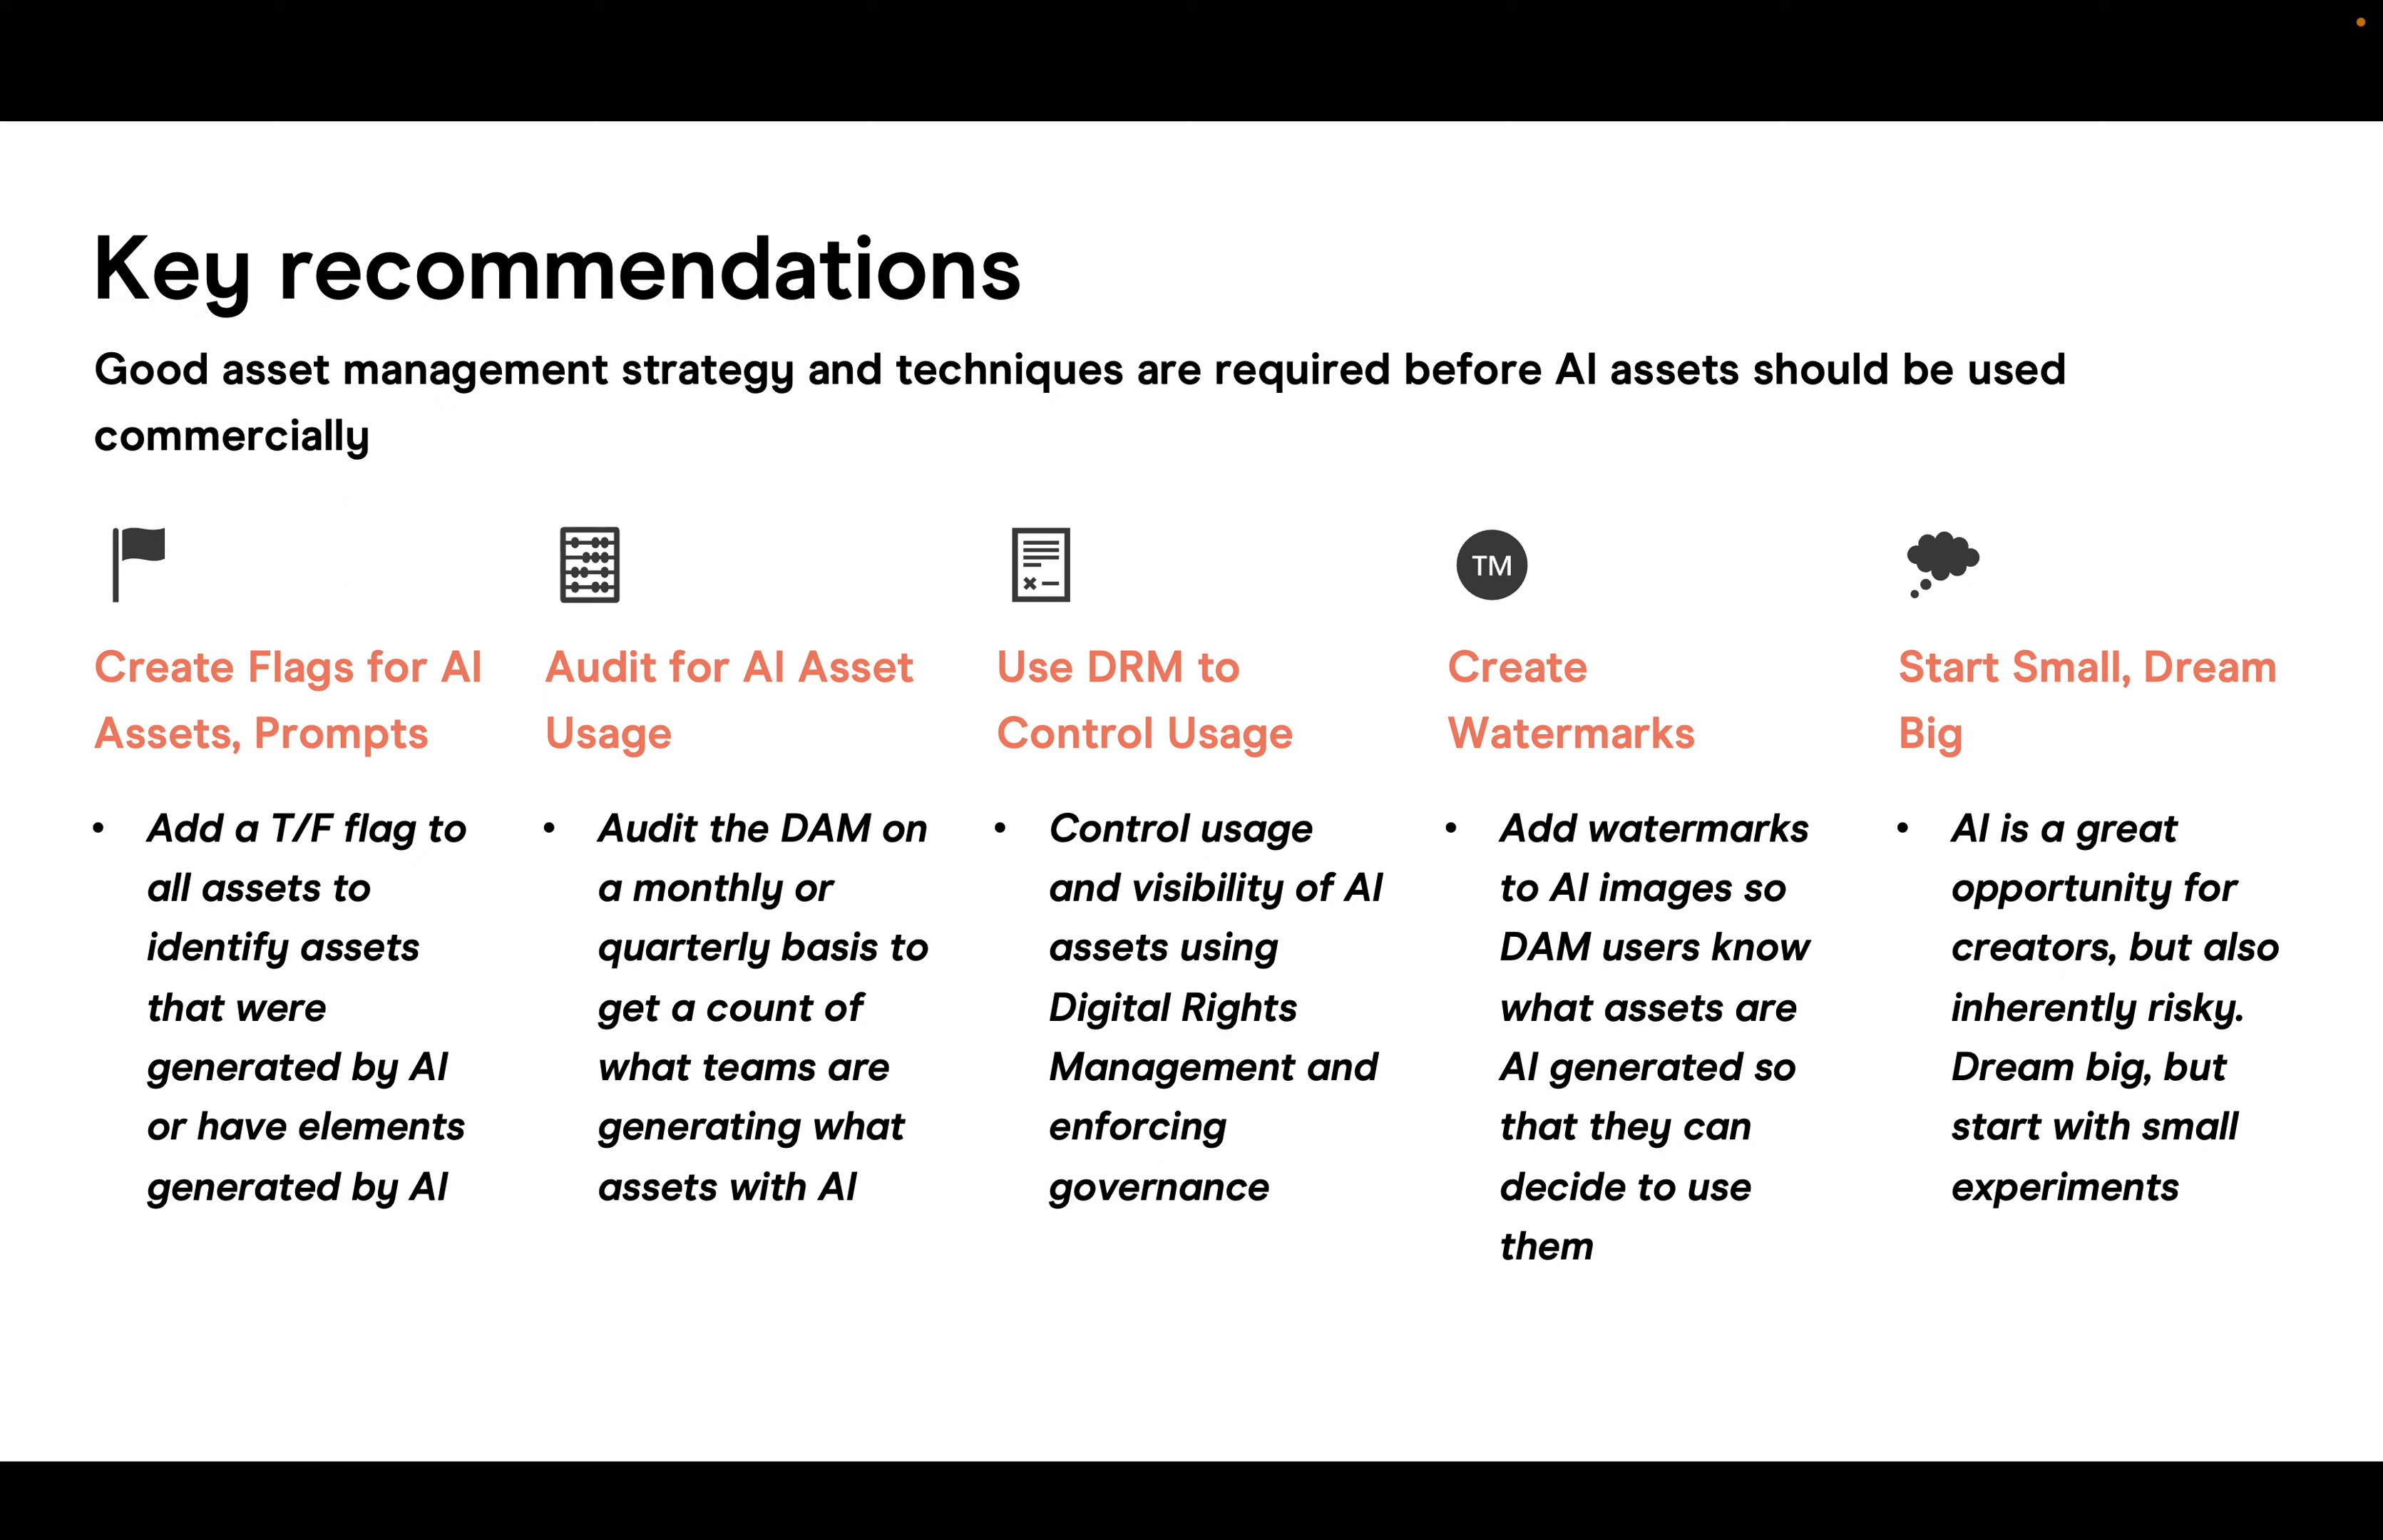 Key recommendations
Good asset management strategy and techniques are required before AI assets should be used
commercially
Create Flags for AI
Assets, Prompts
• Add a T/F flag to
all assets to
identify assets
that were
generated by AI
or have elements
generated by AI
Audit for AI Asset
Usage
• Audit the DAM on
a monthly or
quarterly basis to
get a count of
what teams are
generating what
assets with AI
Use DRM to
Control Usage
• Control usage
and visibility of AI
assets using
Digital Rights
Management and
enforcing
governance
TM
Create
Watermarks
• Add watermarks
to AI images so
DAM users know
what assets are
AI generated so
that they can
decide to use
them
Start Small, Dream
Big
• AI is a great
opportunity for
creators, but also
inherently risky.
Dream big, but
start with small
experiments